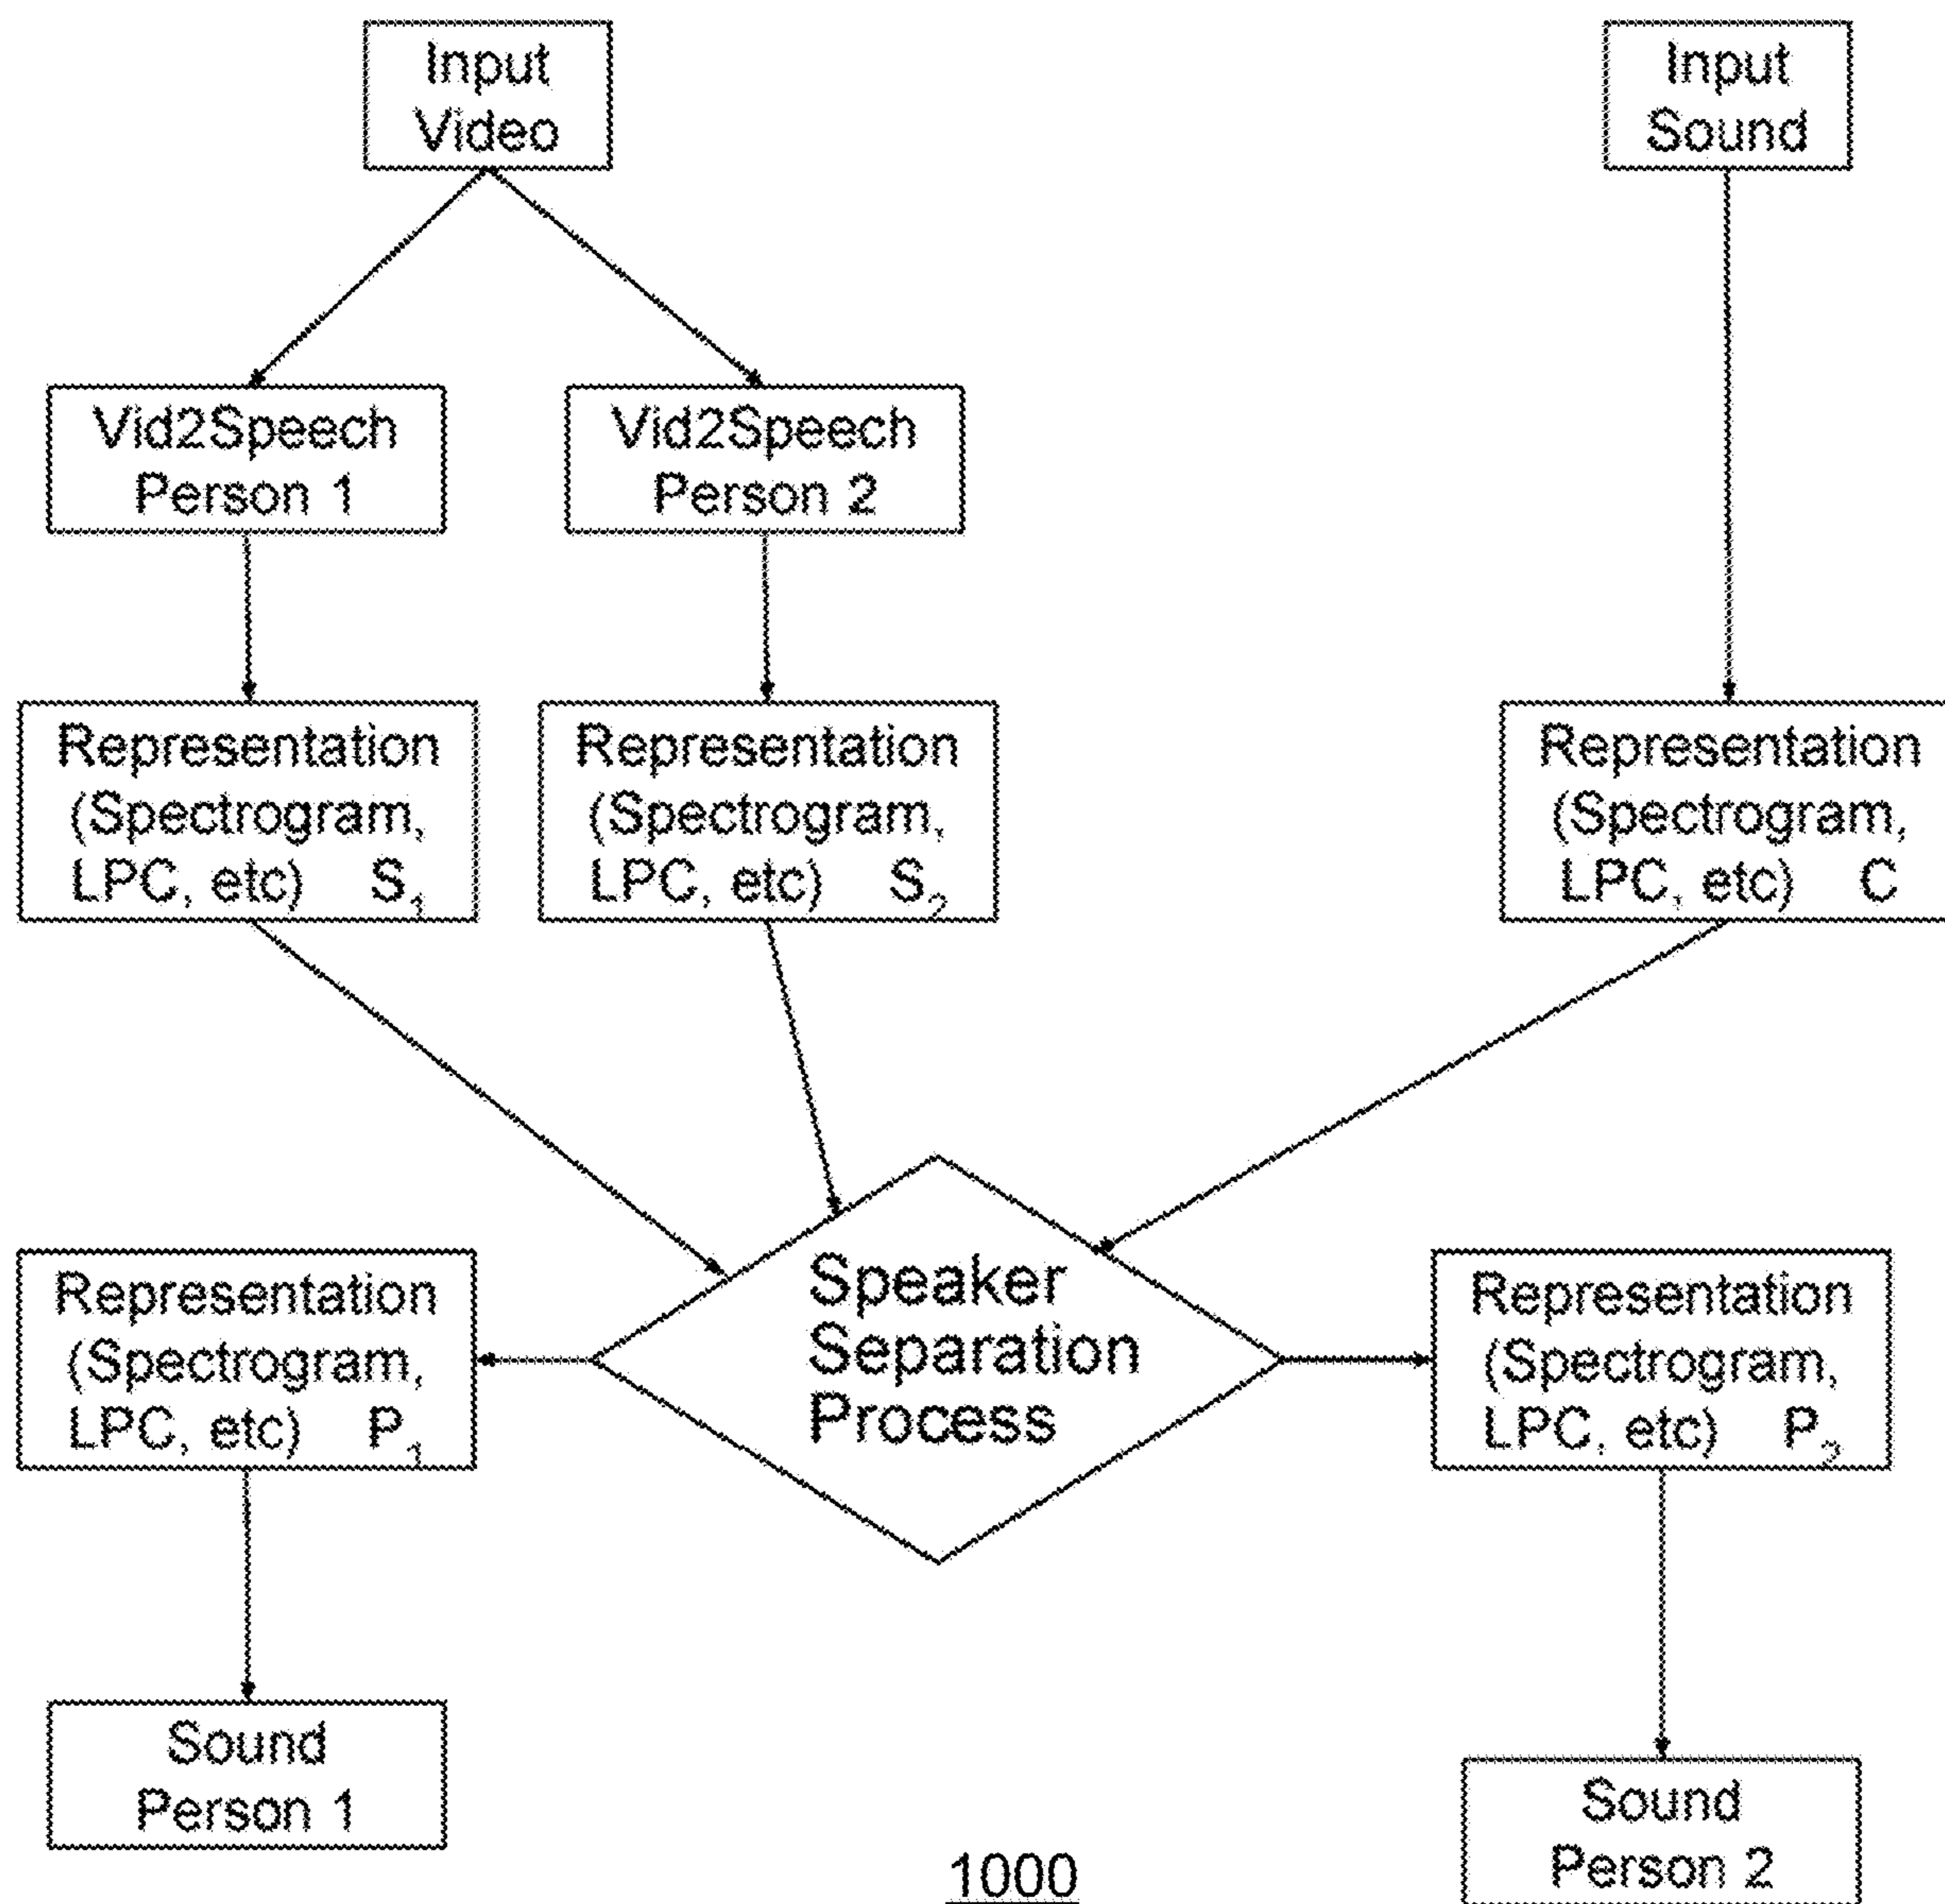 Input
Video
Input
Sound
Vid2Speech
Person 1
Vid2Speech
Person 2
Representation
(Spectrogram,
LPC, etc) S₁
Representation
(Spectrogram,
LPC, etc) S₂
Representation
(Spectrogram,
LPC, etc) C
Speaker
Separation
Process
Representation
(Spectrogram,
LPC, etc) P₁
Representation
(Spectrogram,
LPC, etc) P₂
Sound
Person 1
Sound
Person 2
1000